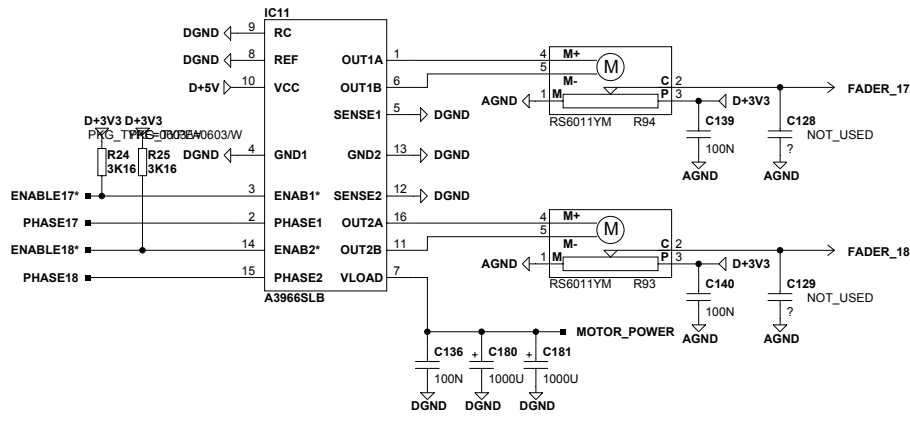 IC11
DGND 9 RC
DGND 8 REF OUT1A 1 4 M+
D+5V 10 VCC OUT1B 6 5 M- M C 2 FADER_17
SENSE1 5 DGND AGND 1 M P 3 D+3V3
RS6011YM R94 C139 C128
100N NOT_USED
?
AGND AGND
D+3V3 D+3V3
R24 R25 DGND 4 GND1 GND2 13 DGND
3K16 3K16
ENABLE17* 3 ENAB1* SENSE2 12 DGND
PHASE17 2 PHASE1 OUT2A 16 4 M+
ENABLE18* 14 ENAB2* OUT2B 11 5 M- M C 2 FADER_18
PHASE18 15 PHASE2 VLOAD 7 AGND 1 M P 3 D+3V3
A3966SLB RS6011YM R93 C140 C129
100N NOT_USED
?
AGND AGND
MOTOR_POWER
C136 + C180 + C181
100N 1000U 1000U
DGND DGND DGND